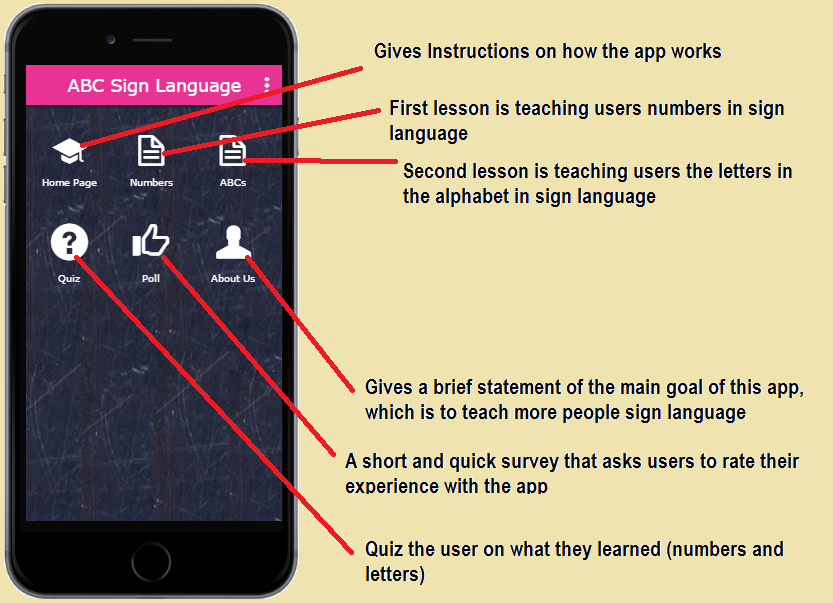 ABC Sign Language
Home Page
Numbers
ABCs
Quiz
Poll
About Us
Gives Instructions on how the app works
First lesson is teaching users numbers in sign
language
Second lesson is teaching users the letters in
the alphabet in sign language
Gives a brief statement of the main goal of this app,
which is to teach more people sign language
A short and quick survey that asks users to rate their
experience with the app
Quiz the user on what they learned (numbers and
letters)